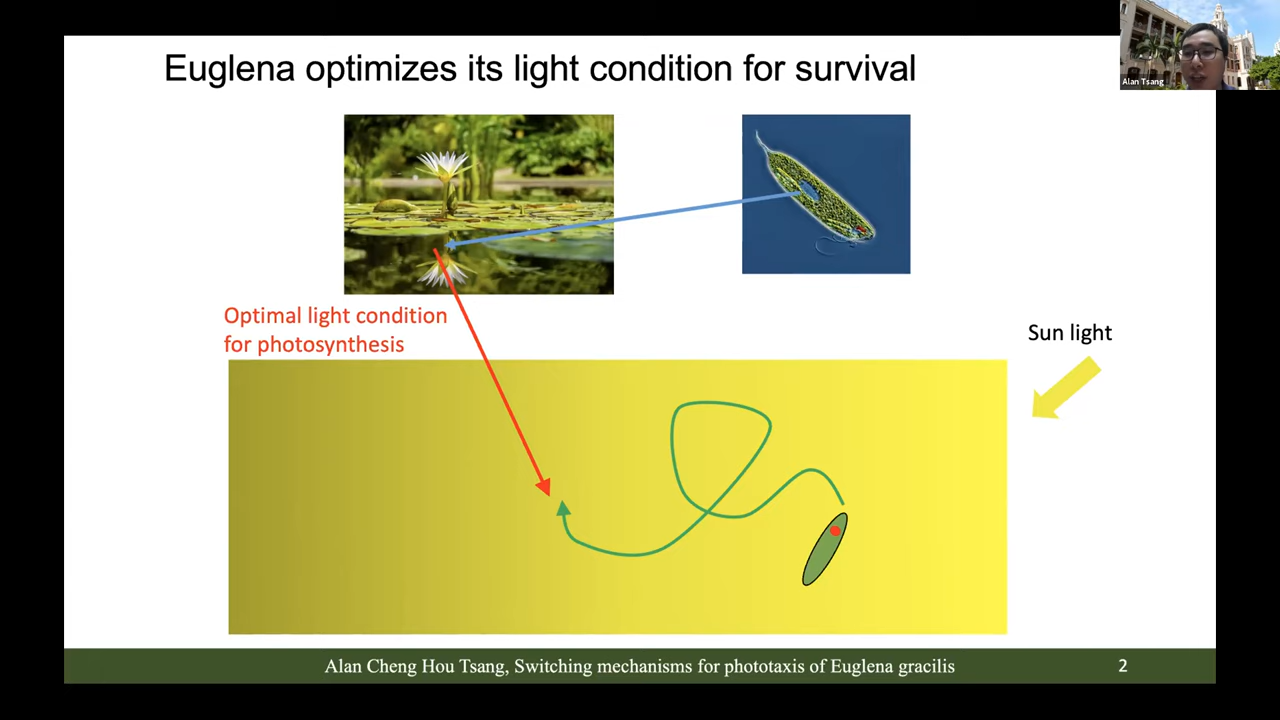 Euglena optimizes its light condition for survival
Alan Tsang
Optimal light condition
for photosynthesis
Sun light
Alan Cheng Hou Tsang, Switching mechanisms for phototaxis of Euglena gracilis
2